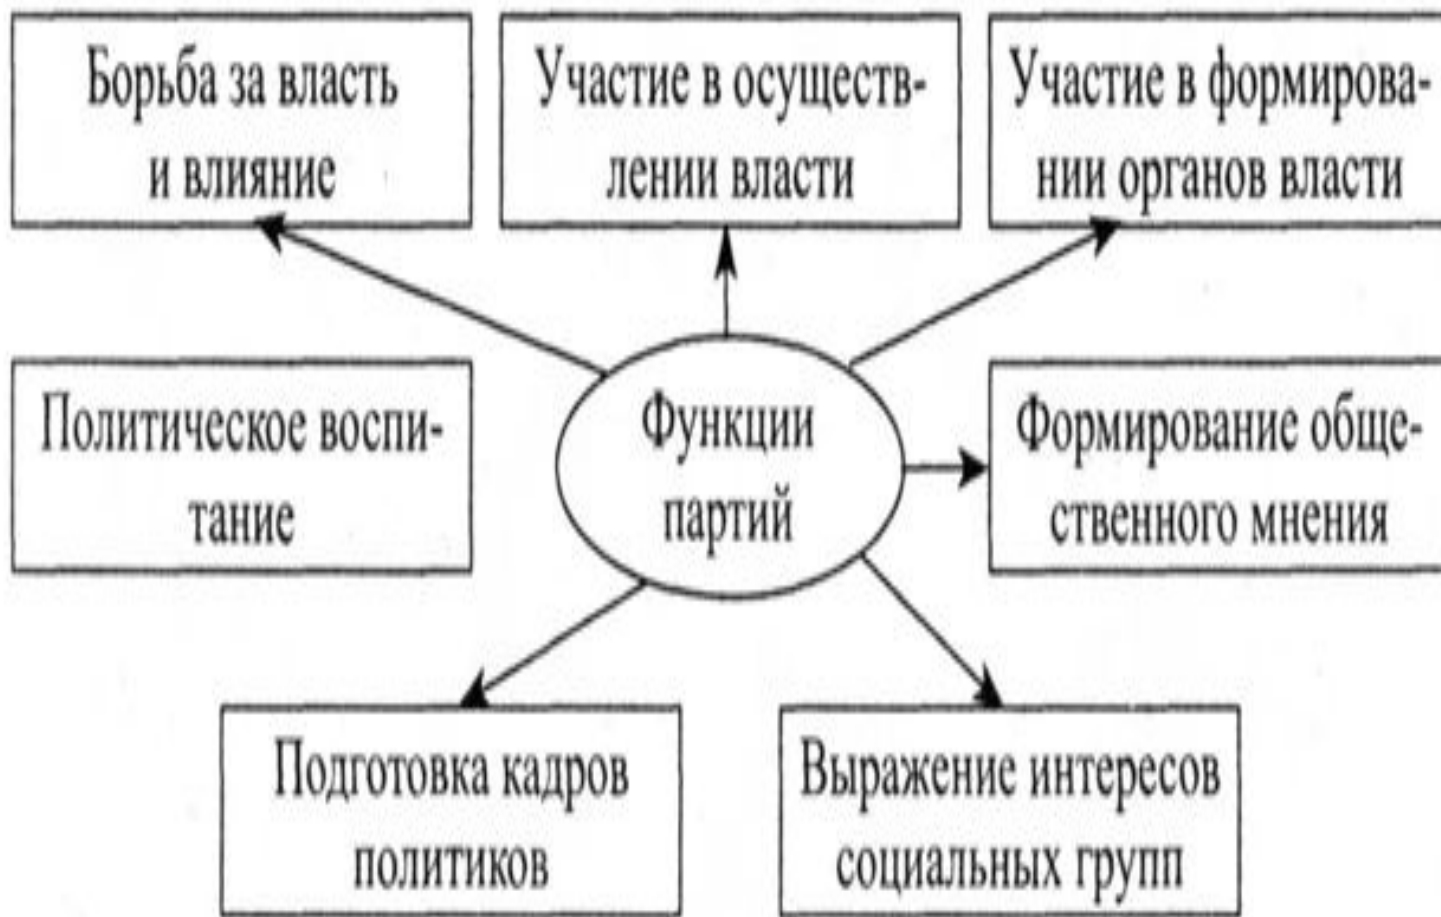 Борьба за власть
и влияние
Участие в осуществ-
лении власти
Участие в формирова-
нии органов власти
Политическое воспи-
тание
Функции
партий
Формирование обще-
ственного мнения
Подготовка кадров
политиков
Выражение интересов
социальных групп